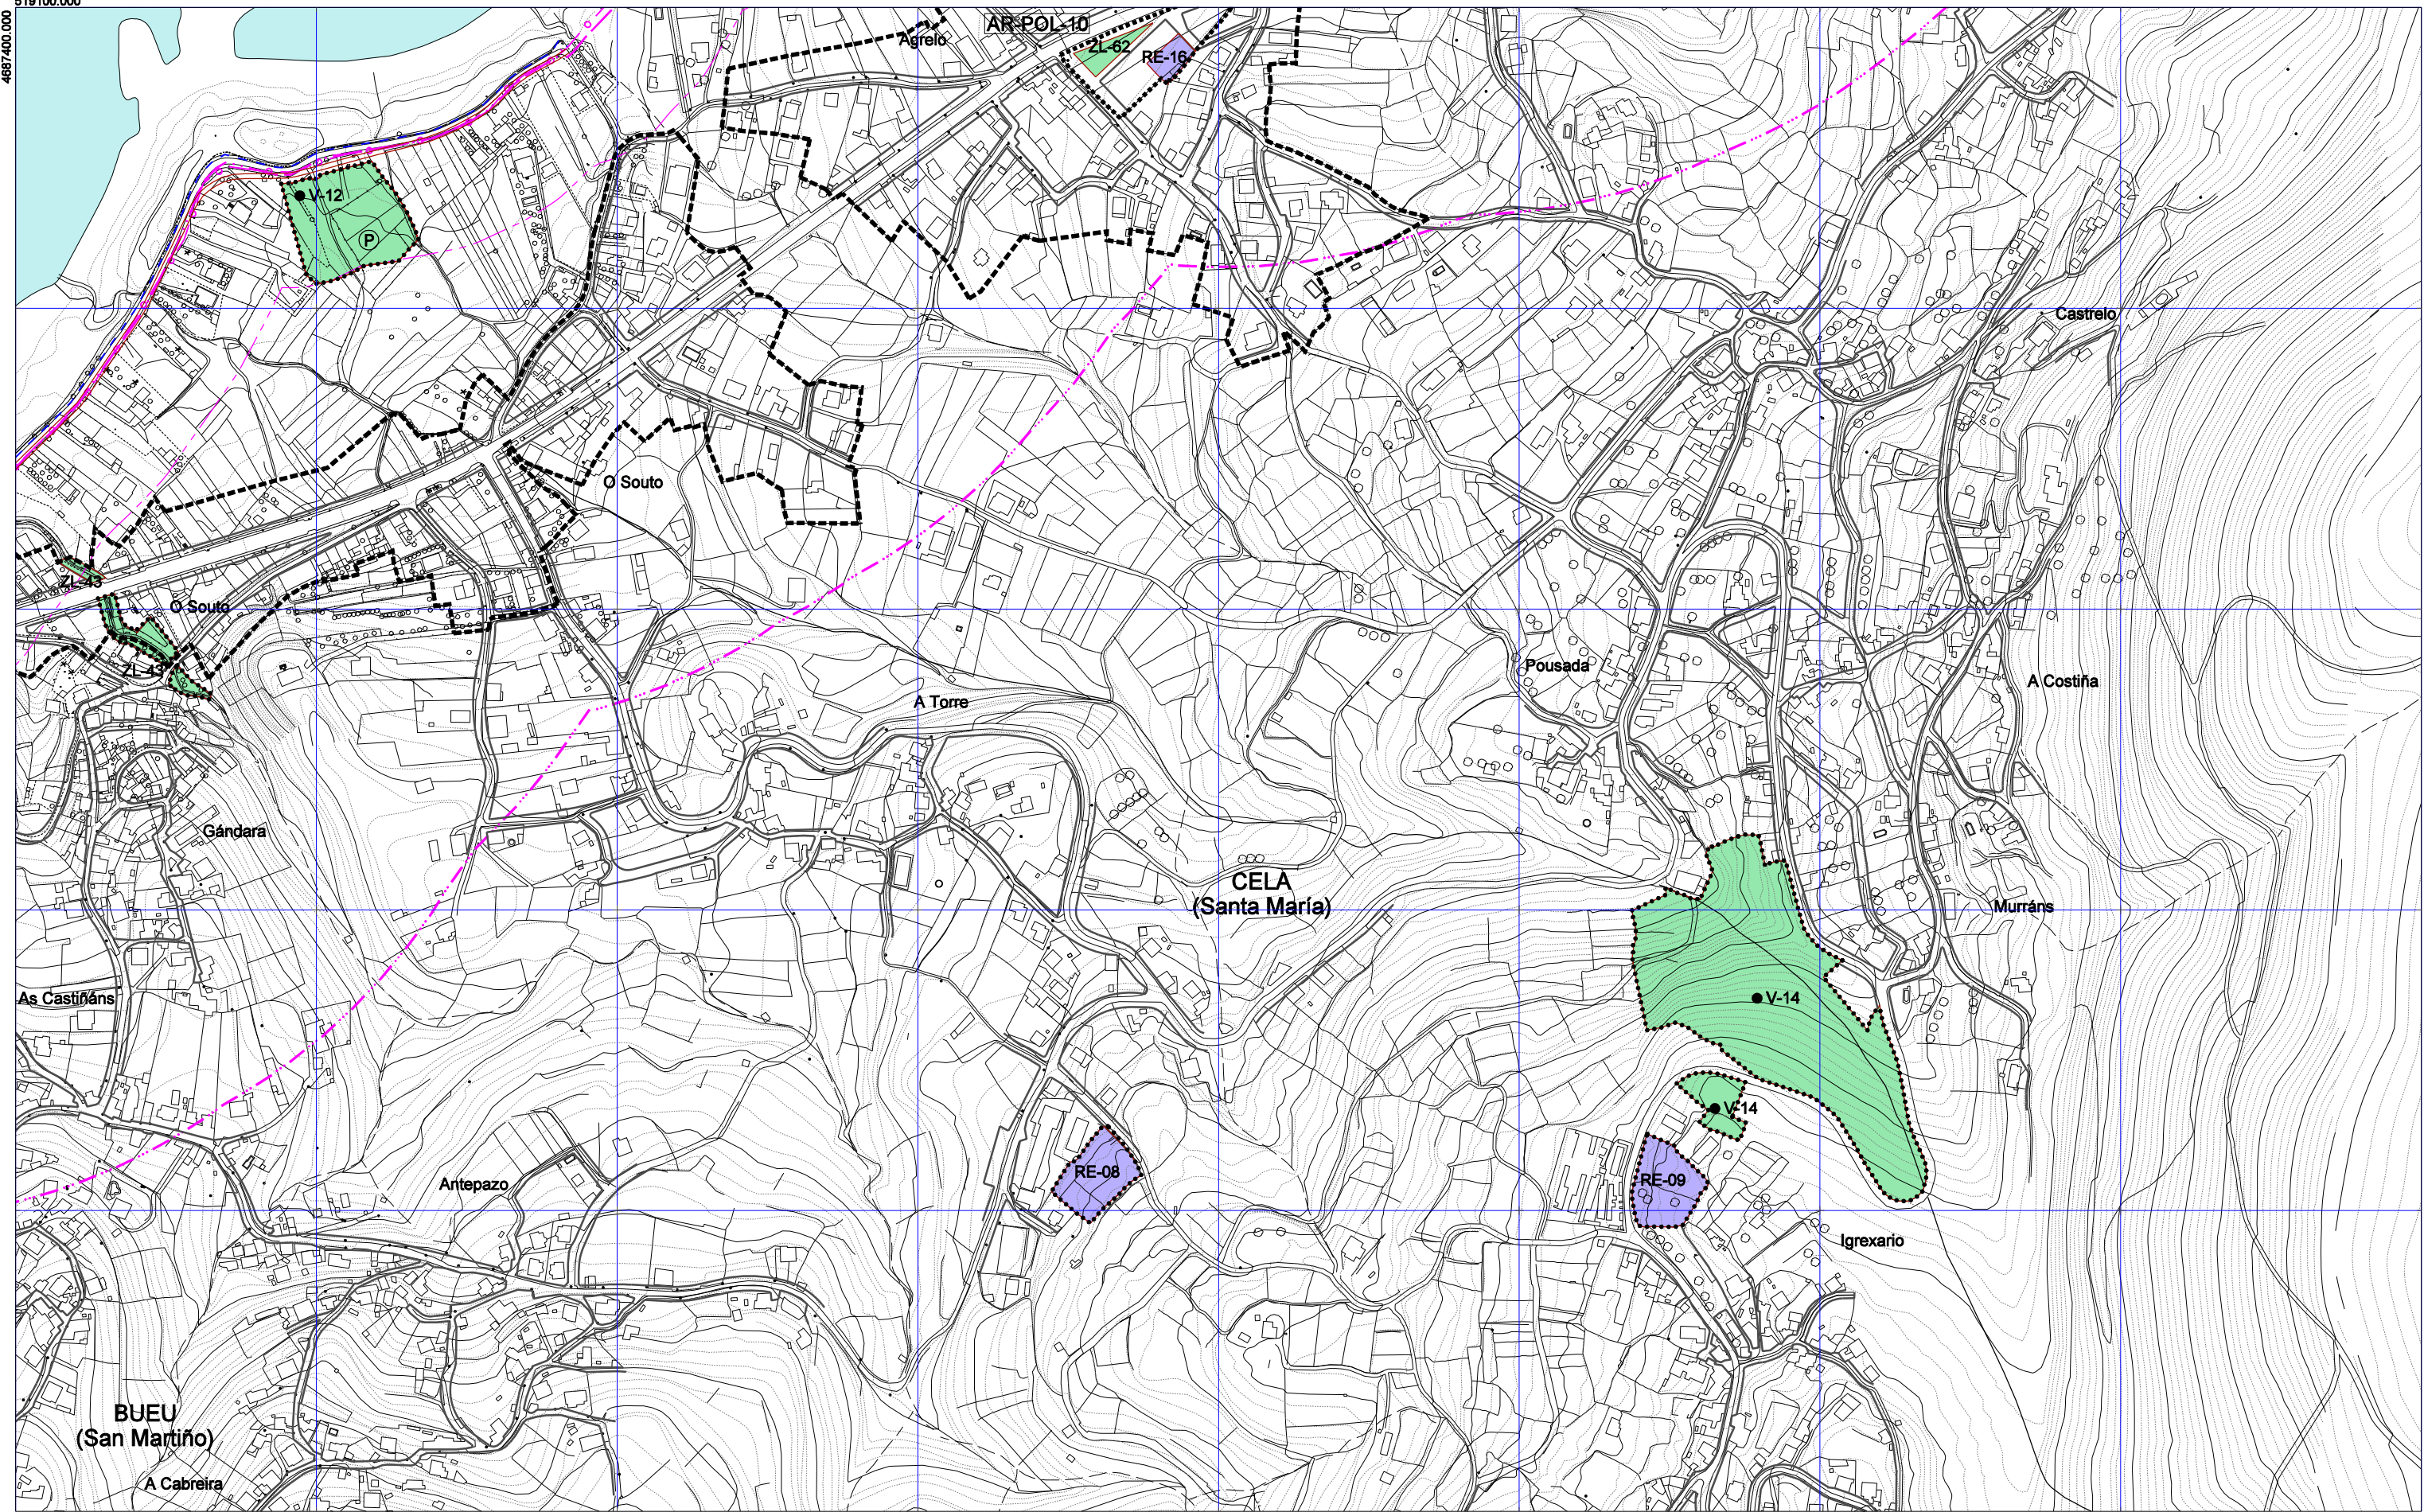 519100.000
4687400.000
AR-POL-10
Agrelo
ZL-62
RE-16
V-12
P
Castrelo
O Souto
ZL-43
O Souto
ZL-43
Pousada
A Costiña
A Torre
Gándara
CELA
(Santa María)
Murráns
As Castiñáns
V-14
V-14
RE-08
RE-09
Antepazo
Igrexario
BUEU
(San Martiño)
A Cabreira